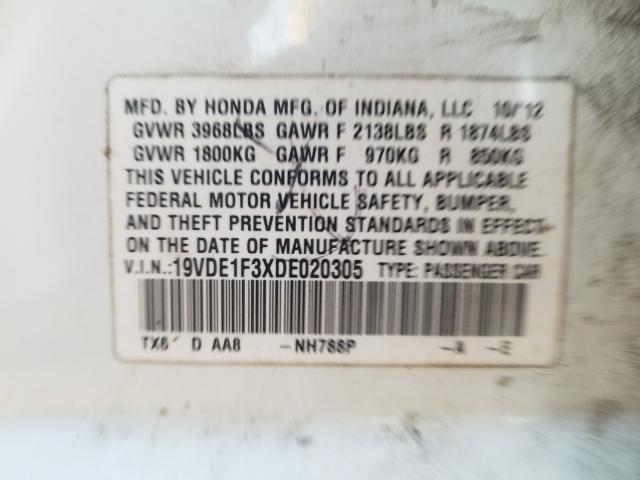 MFD. BY HONDA MFG. OF INDIANA, LLC 10/12
GVWR 3968LBS GAWR F 2138LBS R 1874LBS
GVWR 1800KG GAWR F 970KG R 850KG
THIS VEHICLE CONFORMS TO ALL APPLICABLE
FEDERAL MOTOR VEHICLE SAFETY, BUMPER,
AND THEFT PREVENTION STANDARDS IN EFFECT
ON THE DATE OF MANUFACTURE SHOWN ABOVE.
V.I.N.:19VDE1F3XDE020305 TYPE: PASSENGER CAR
TX6 D AA8 -NH788P -A -E